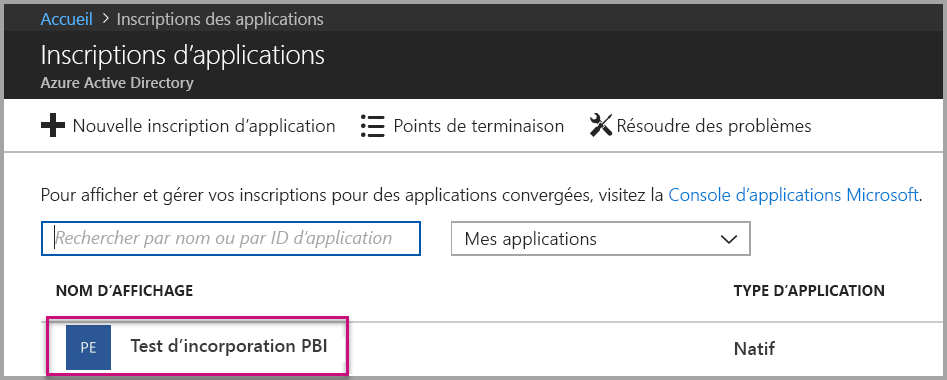 Accueil > Inscriptions des applications
Inscriptions d’applications
Azure Active Directory
Nouvelle inscription d’application Points de terminaison Résoudre des problèmes
Pour afficher et gérer vos inscriptions pour des applications convergées, visitez la Console d’applications Microsoft.
Rechercher par nom ou par ID d’application Mes applications
NOM D’AFFICHAGE TYPE D’APPLICATION
PE Test d’incorporation PBI Natif